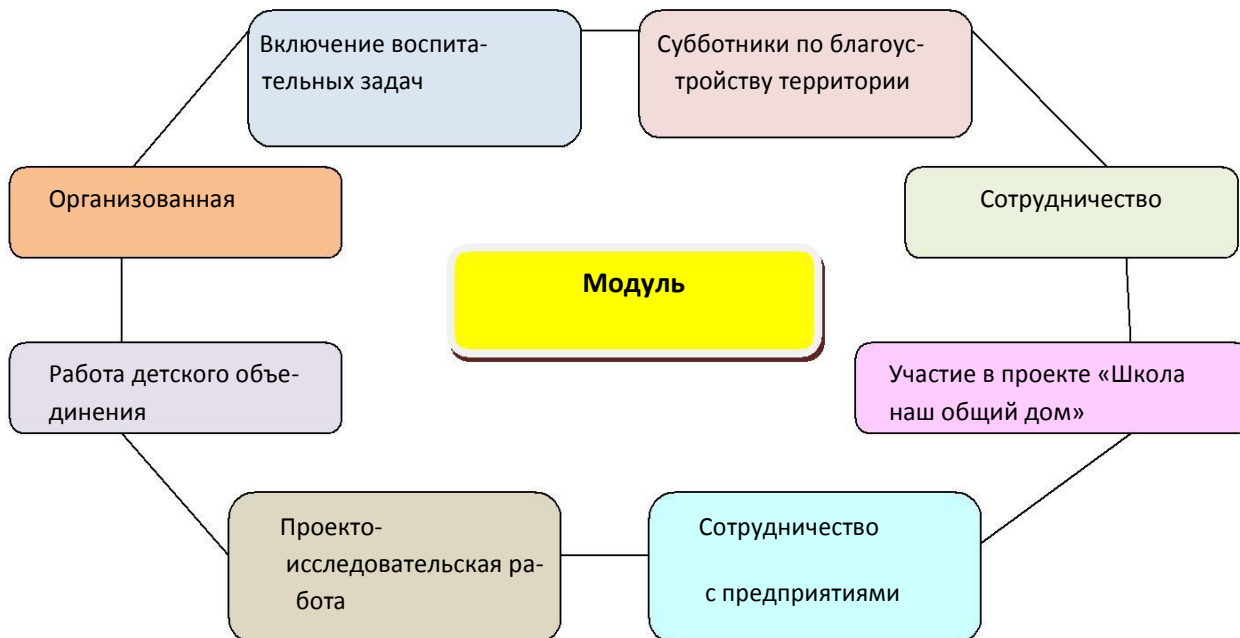 Включение воспита-
тельных задач
Субботники по благоус-
тройству территории
Организованная
Сотрудничество
Модуль
Работа детского объе-
динения
Участие в проекте «Школа
наш общий дом»
Проекто-
исследовательская ра-
бота
Сотрудничество
с предприятиями